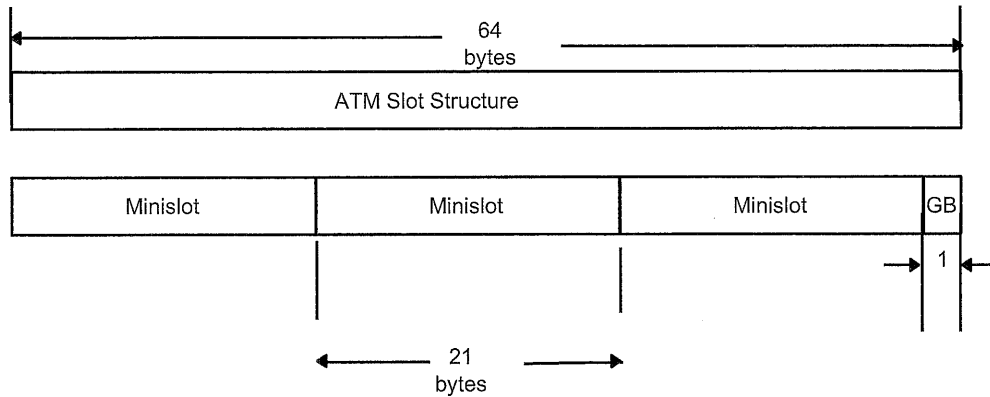 64
bytes
ATM Slot Structure
Minislot Minislot Minislot GB
1
21
bytes